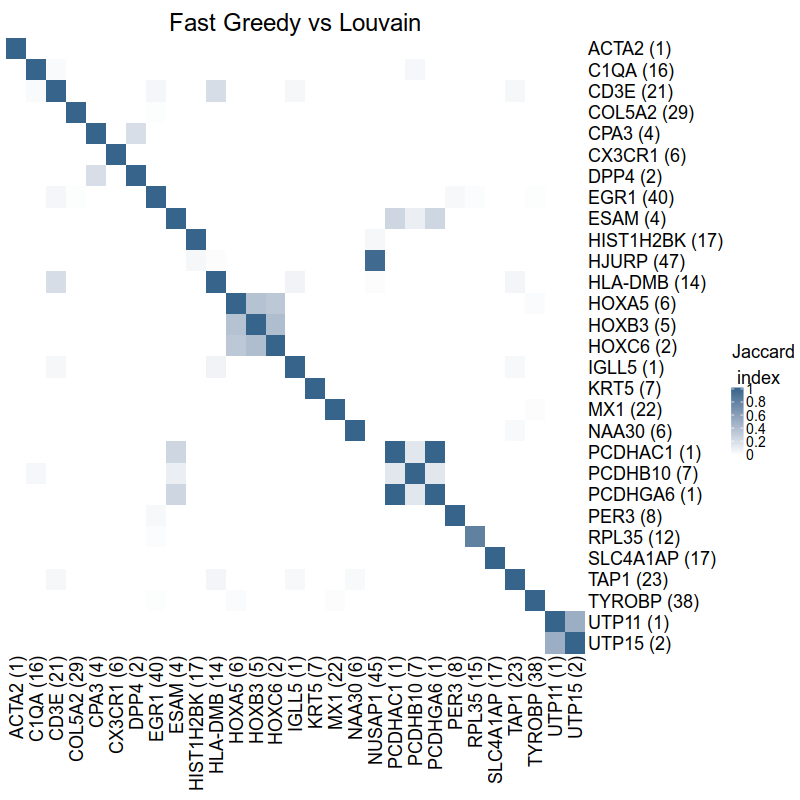 Fast Greedy vs Louvain
ACTA2 (1)
C1QA (16)
CD3E (21)
COL5A2 (29)
CPA3 (4)
CX3CR1 (6)
DPP4 (2)
EGR1 (40)
ESAM (4)
HIST1H2BK (17)
HJURP (47)
HLA-DMB (14)
HOXA5 (6)
HOXB3 (5)
HOXC6 (2)
IGLL5 (1)
KRT5 (7)
MX1 (22)
NAA30 (6)
PCDHAC1 (1)
PCDHB10 (7)
PCDHGA6 (1)
PER3 (8)
RPL35 (12)
SLC4A1AP (17)
TAP1 (23)
TYROBP (38)
UTP11 (1)
UTP15 (2)
Jaccard
index
1
0.8
0.6
0.4
0.2
0
ACTA2 (1)
C1QA (16)
CD3E (21)
COL5A2 (29)
CPA3 (4)
CX3CR1 (6)
DPP4 (2)
EGR1 (40)
ESAM (4)
HIST1H2BK (17)
HLA-DMB (14)
HOXA5 (6)
HOXB3 (5)
HOXC6 (2)
IGLL5 (1)
KRT5 (7)
MX1 (22)
NAA30 (6)
NUSAP1 (45)
PCDHAC1 (1)
PCDHB10 (7)
PCDHGA6 (1)
PER3 (8)
RPL35 (15)
SLC4A1AP (17)
TAP1 (23)
TYROBP (38)
UTP11 (1)
UTP15 (2)